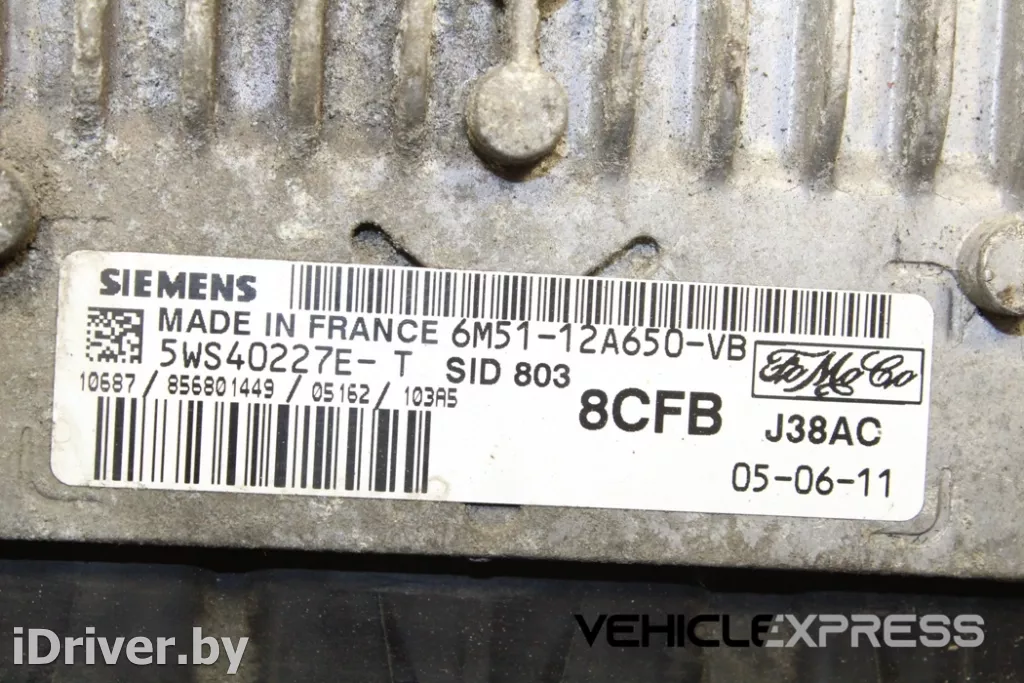 SIEMENS
MADE IN FRANCE 6M51-12A650-VB
5WS40227E-T SID 803
FoMoCo
10687 / 856801449 / 05162 / 103A5
8CFB J38AC
05-06-11
iDriver.by
VEHICLEXPRESS